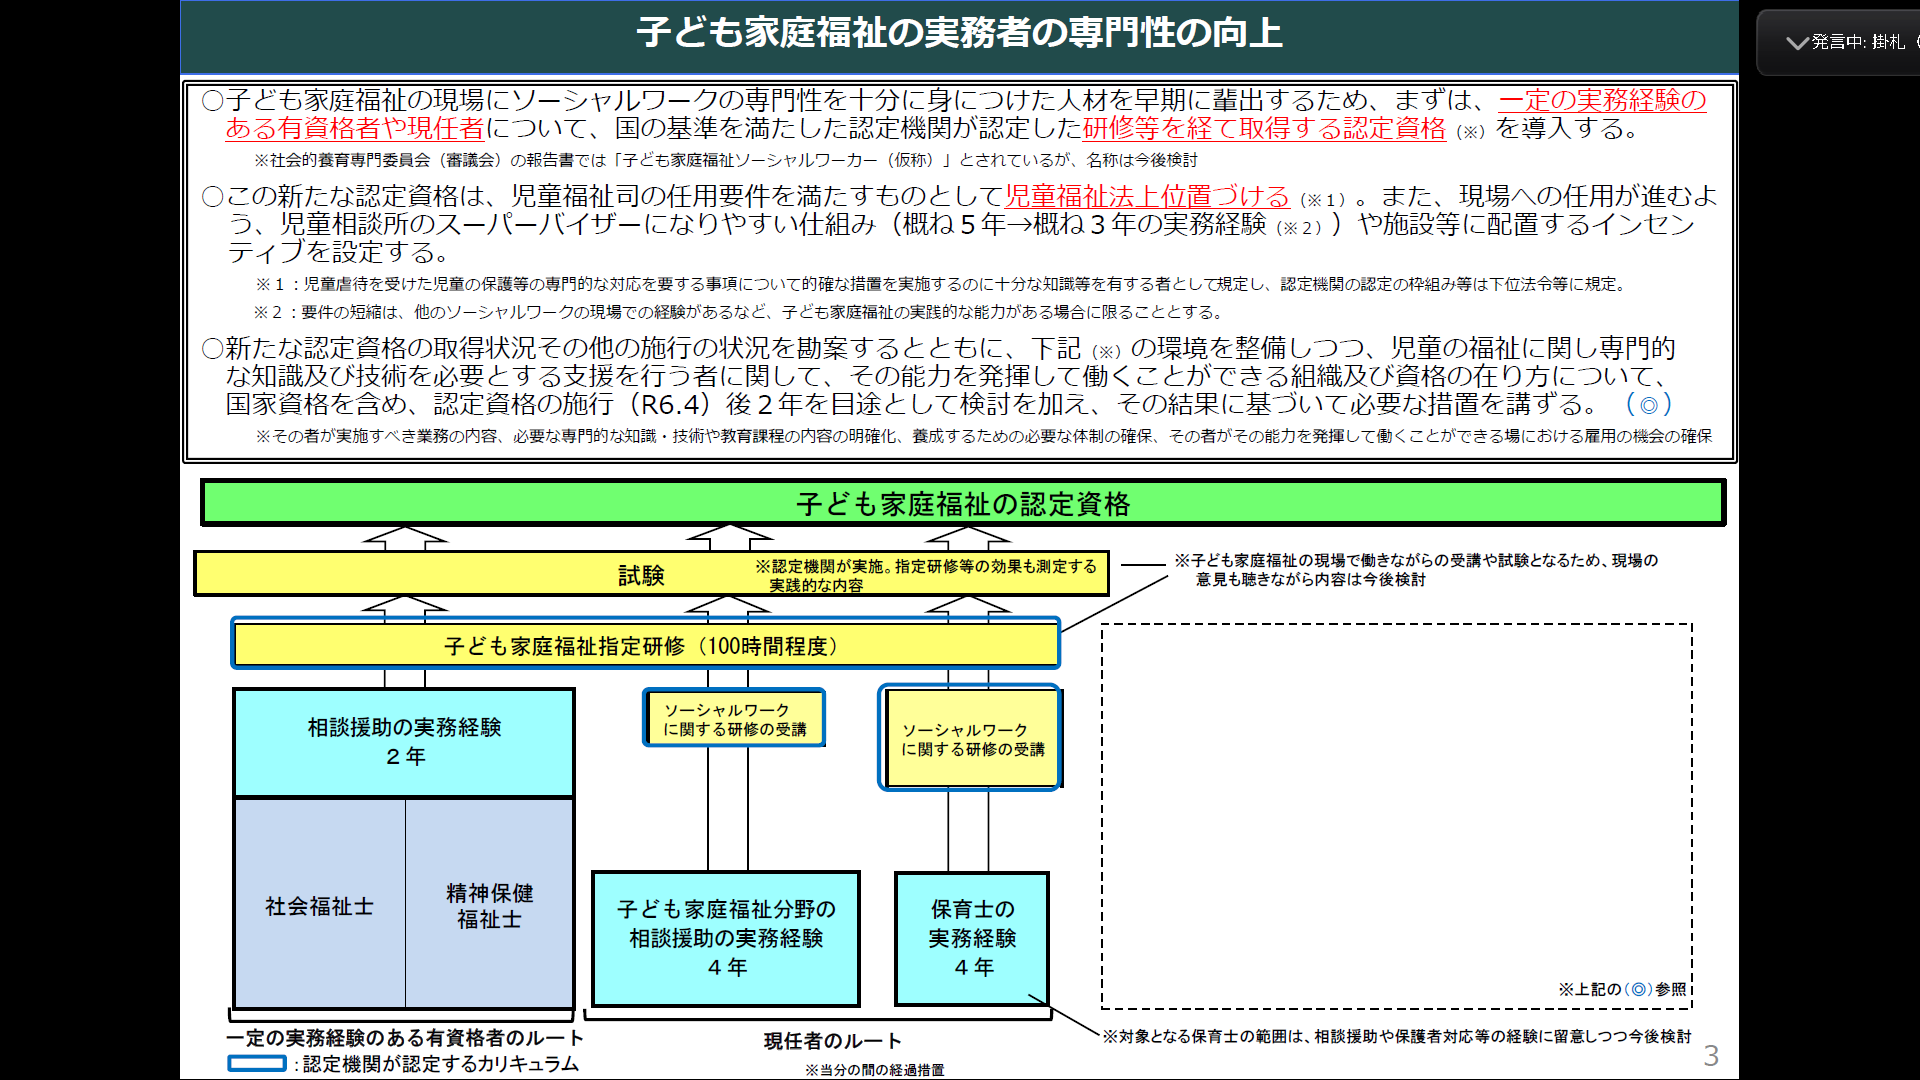 子ども家庭福祉の実務者の専門性の向上
発言中: 掛札
○子ども家庭福祉の現場にソーシャルワークの専門性を十分に身につけた人材を早期に輩出するため、まずは、一定の実務経験の
ある有資格者や現任者について、国の基準を満たした認定機関が認定した研修等を経て取得する認定資格（※）を導入する。
※社会的養育専門委員会（審議会）の報告書では「子ども家庭福祉ソーシャルワーカー（仮称）」とされているが、名称は今後検討
○この新たな認定資格は、児童福祉司の任用要件を満たすものとして児童福祉法上位置づける（※１）。また、現場への任用が進むよ
う、児童相談所のスーパーバイザーになりやすい仕組み（概ね５年→概ね３年の実務経験（※２））や施設等に配置するインセン
ティブを設定する。
※１：児童虐待を受けた児童の保護等の専門的な対応を要する事項について的確な措置を実施するのに十分な知識等を有する者として規定し、認定機関の認定の枠組み等は下位法令等に規定。
※２：要件の短縮は、他のソーシャルワークの現場での経験があるなど、子ども家庭福祉の実践的な能力がある場合に限ることとする。
○新たな認定資格の取得状況その他の施行の状況を勘案するとともに、下記（※）の環境を整備しつつ、児童の福祉に関し専門的
な知識及び技術を必要とする支援を行う者に関して、その能力を発揮して働くことができる組織及び資格の在り方について、
国家資格を含め、認定資格の施行（R6.4）後２年を目途として検討を加え、その結果に基づいて必要な措置を講ずる。（◎）
※その者が実施すべき業務の内容、必要な専門的な知識・技術や教育課程の内容の明確化、養成するための必要な体制の確保、その者がその能力を発揮して働くことができる場における雇用の機会の確保
子ども家庭福祉の認定資格
試験
※認定機関が実施。指定研修等の効果も測定する
実践的な内容
※子ども家庭福祉の現場で働きながらの受講や試験となるため、現場の
意見も聴きながら内容は今後検討
子ども家庭福祉指定研修（100時間程度）
相談援助の実務経験
２年
ソーシャルワーク
に関する研修の受講
ソーシャルワーク
に関する研修の受講
社会福祉士
精神保健
福祉士
子ども家庭福祉分野の
相談援助の実務経験
４年
保育士の
実務経験
４年
※上記の（◎）参照
一定の実務経験のある有資格者のルート
現任者のルート
※対象となる保育士の範囲は、相談援助や保護者対応等の経験に留意しつつ今後検討
：認定機関が認定するカリキュラム
※当分の間の経過措置
3